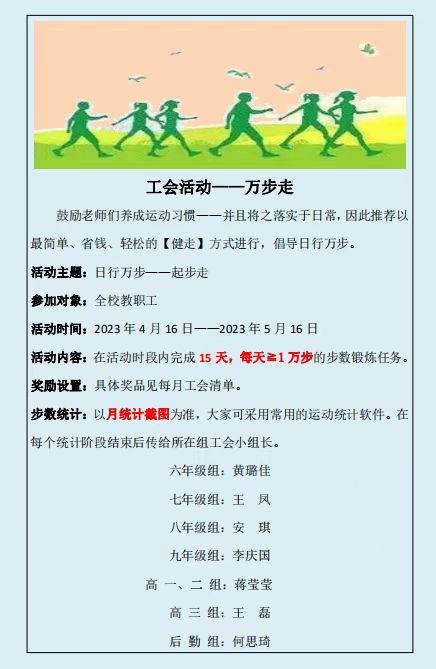 工会活动——万步走
鼓励老师们养成运动习惯——并且将之落实于日常，因此推荐以
最简单、省钱、轻松的【健走】方式进行，倡导日行万步。
活动主题：日行万步——起步走
参加对象：全校教职工
活动时间：2023 年 4 月 16 日——2023 年 5 月 16 日
活动内容：在活动时段内完成 15 天，每天≧1 万步的步数锻炼任务。
奖励设置：具体奖品见每月工会清单。
步数统计：以月统计截图为准，大家可采用常用的运动统计软件。在
每个统计阶段结束后传给所在组工会小组长。
六年级组：黄璐佳
七年级组：王　凤
八年级组：安　琪
九年级组：李庆国
高 一、二 组：蒋莹莹
高 三 组：王　磊
后 勤 组：何思琦